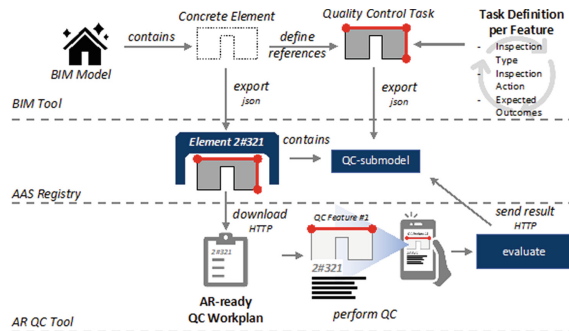 Concrete Element
Quality Control Task
Task Definition
per Feature
- Inspection
Type
- Inspection
Action
- Expected
Outcomes
contains
define
references
BIM Model
export
json
export
json
BIM Tool
Element 2#321
contains
QC-submodel
AAS Registry
download
HTTP
QC Feature #1
send result
HTTP
2#321
2#321
evaluate
AR-ready
QC Workplan
perform QC
AR QC Tool